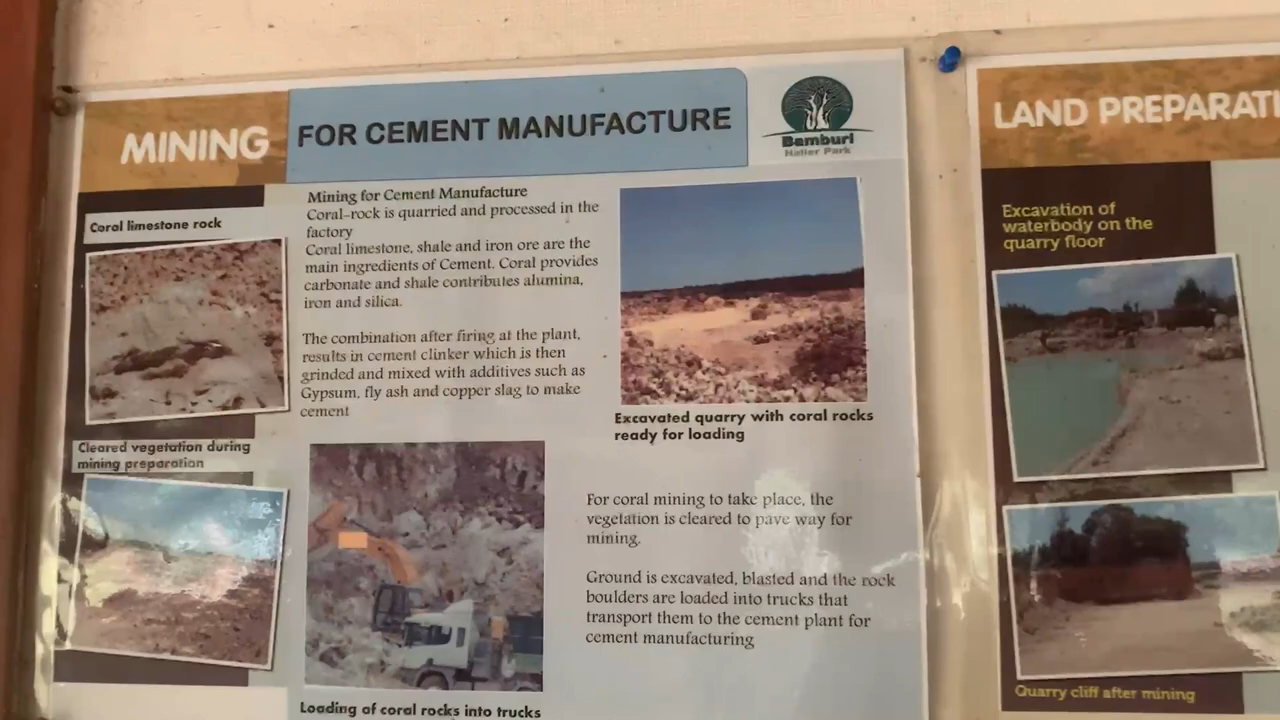 MINING
FOR CEMENT MANUFACTURE
Bamburi
Haller Park
Coral limestone rock
Mining for Cement Manufacture
Coral-rock is quarried and processed in the
factory
Coral limestone, shale and iron ore are the
main ingredients of Cement. Coral provides
carbonate and shale contributes alumina,
iron and silica.
The combination after firing at the plant,
results in cement clinker which is then
grinded and mixed with additives such as
Gypsum, fly ash and copper slag to make
cement
Excavated quarry with coral rocks
ready for loading
Cleared vegetation during
mining preparation
For coral mining to take place, the
vegetation is cleared to pave way for
mining.
Ground is excavated, blasted and the rock
boulders are loaded into trucks that
transport them to the cement plant for
cement manufacturing
Loading of coral rocks into trucks
LAND PREPARATI
Excavation of
waterbody on the
quarry floor
Quarry cliff after mining